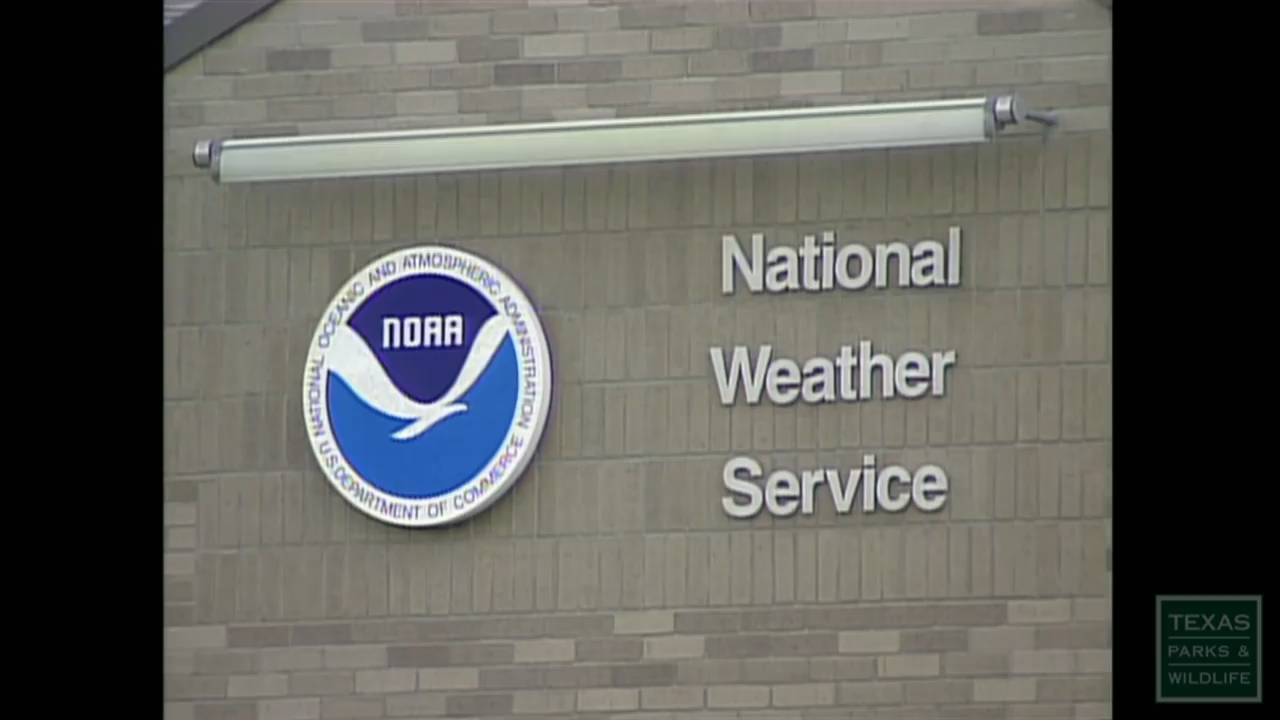 NATIONAL OCEANIC AND ATMOSPHERIC ADMINISTRATION
NOAA
U.S. DEPARTMENT OF COMMERCE
National
Weather
Service
TEXAS
PARKS &
WILDLIFE